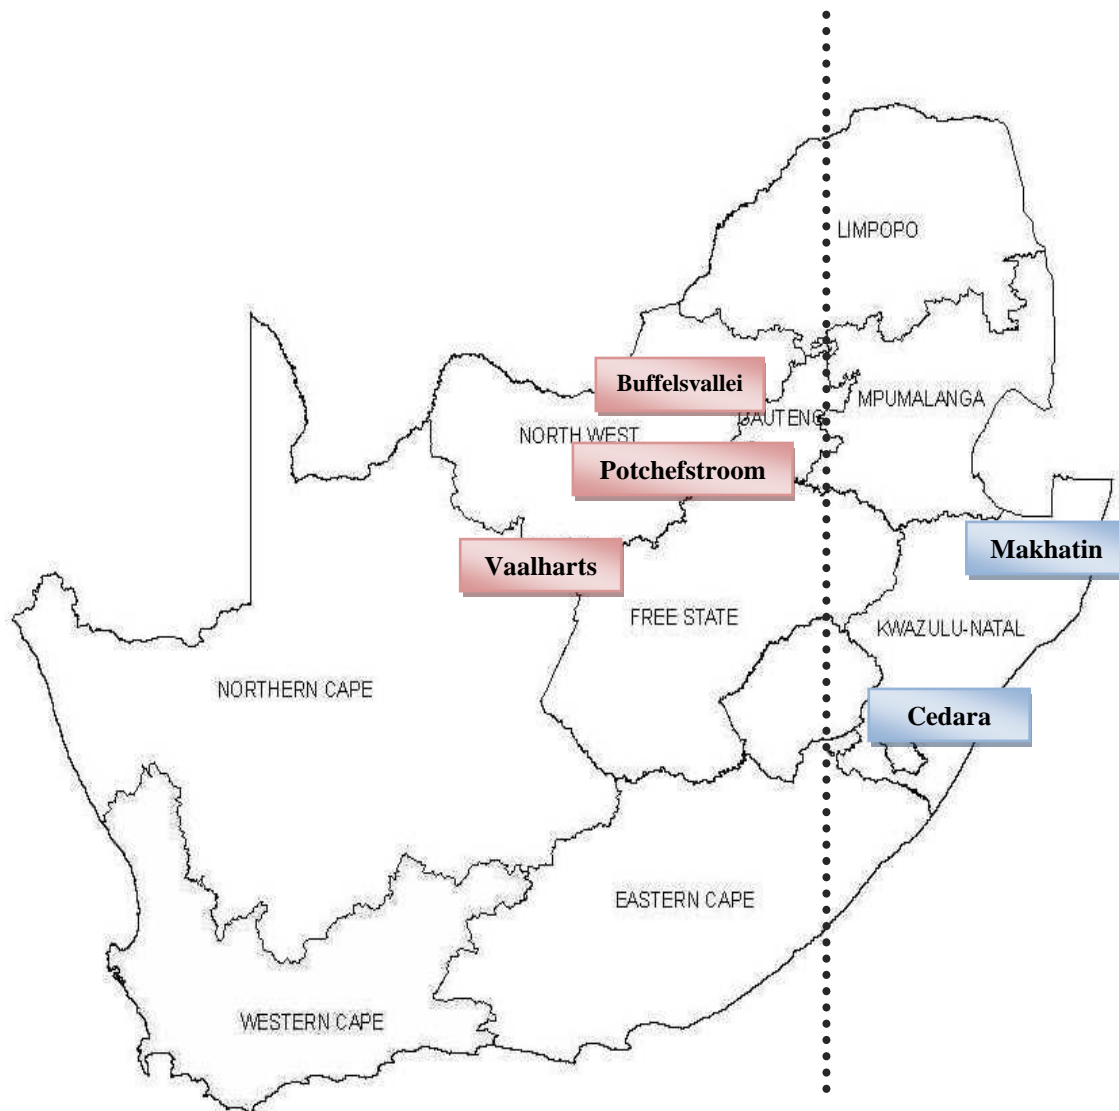 LIMPOPO
Buffelsvallei
MPUMALANGA
GAUTENG
NORTH WEST
Potchefstroom
Makhatin
Vaalharts
FREE STATE
KWAZULU-NATAL
NORTHERN CAPE
Cedara
EASTERN CAPE
WESTERN CAPE